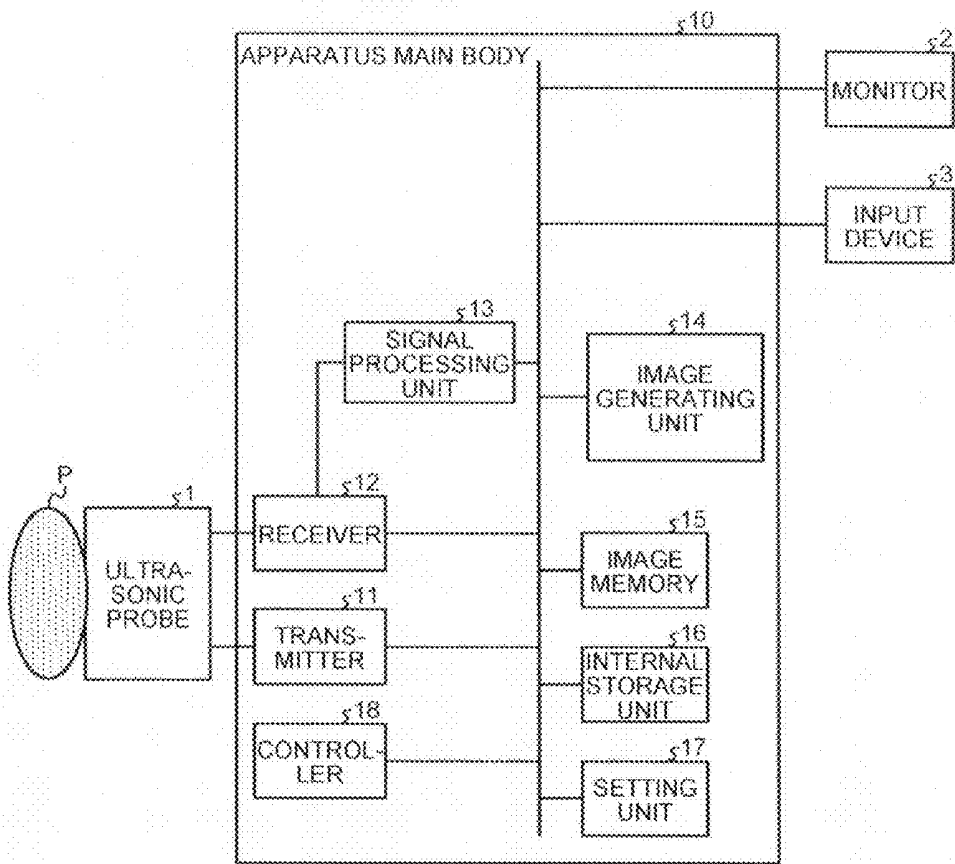 10
APPARATUS MAIN BODY
2
MONITOR
3
INPUT
DEVICE
13
SIGNAL
PROCESSING
UNIT
14
IMAGE
GENERATING
UNIT
P
1
ULTRA-
SONIC
PROBE
12
RECEIVER
15
IMAGE
MEMORY
11
TRANS-
MITTER
16
INTERNAL
STORAGE
UNIT
18
CONTROL-
LER
17
SETTING
UNIT